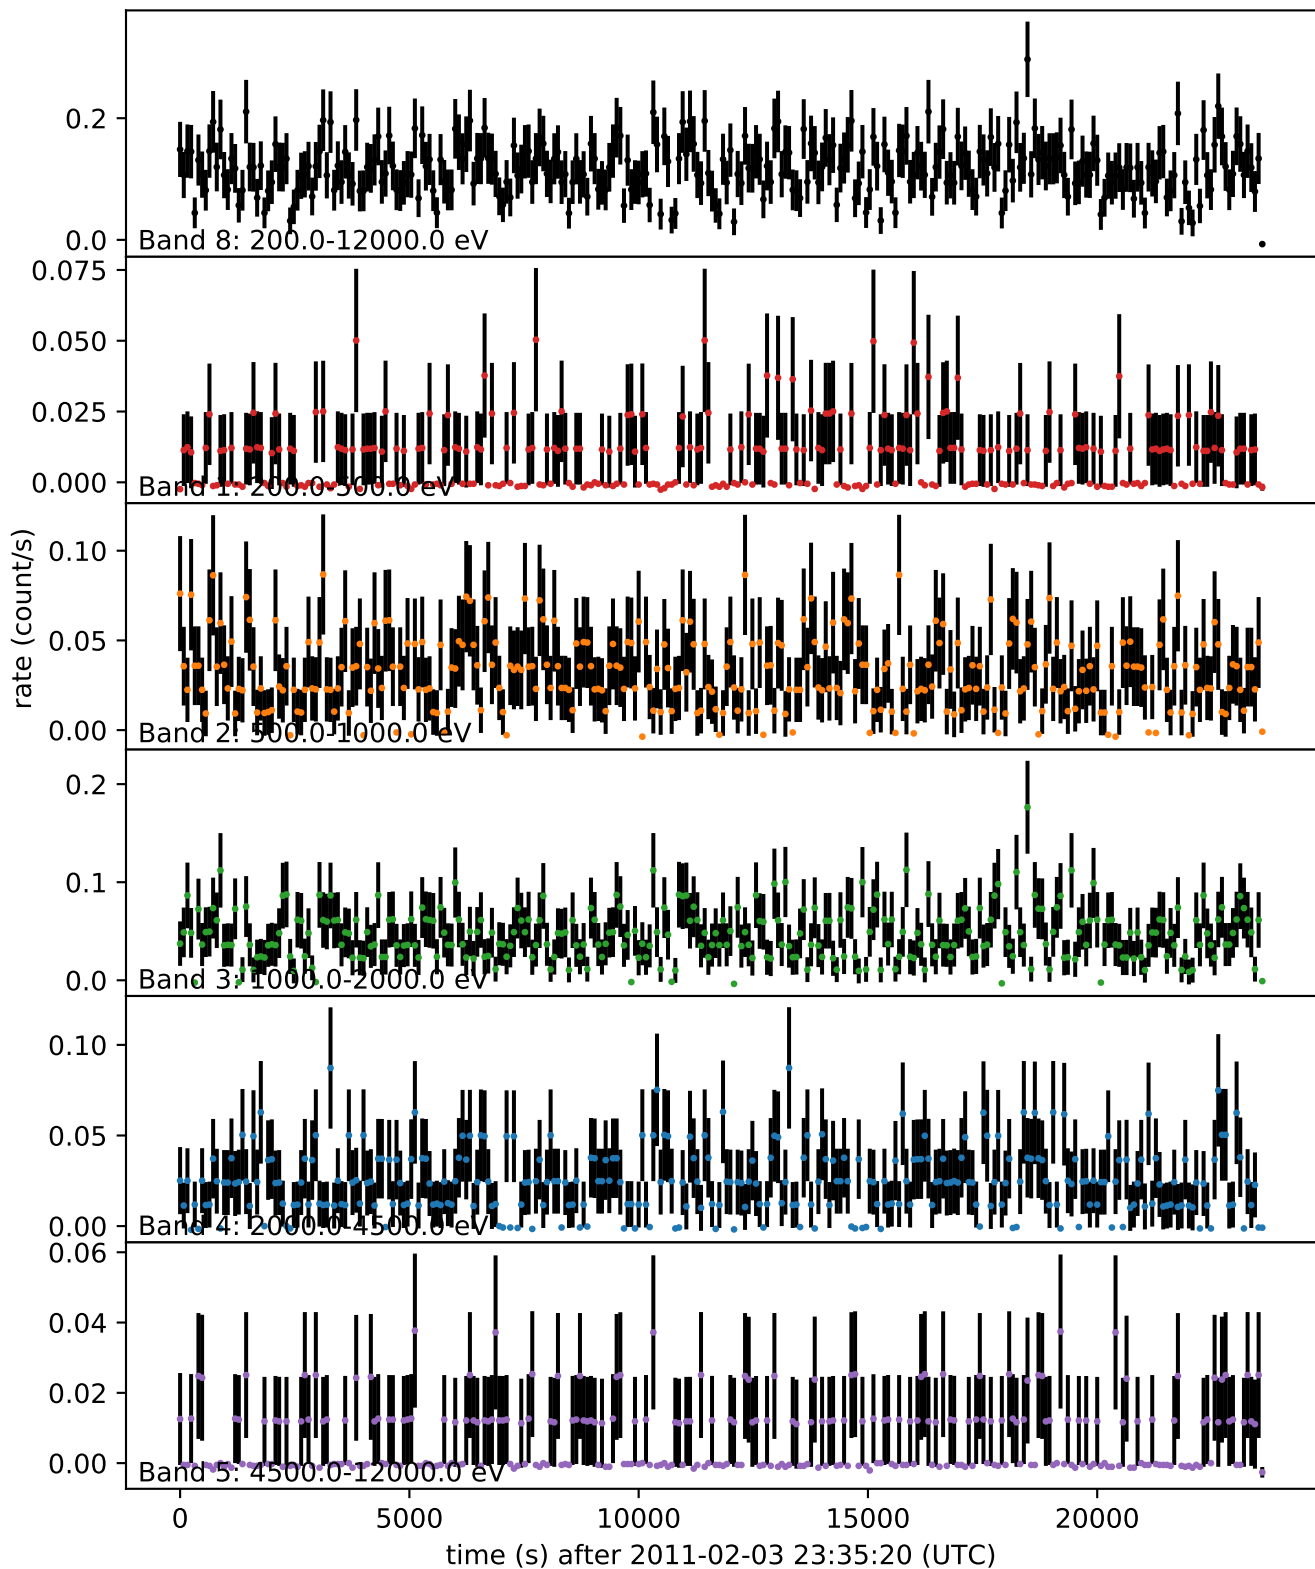 0.2
0.0
Band 8: 200.0-12000.0 eV
0.075
0.050
0.025
0.000
Band 1: 200.0-500.0 eV
rate (count/s)
0.10
0.05
0.00
Band 2: 500.0-1000.0 eV
0.2
0.1
0.0
Band 3: 1000.0-2000.0 eV
0.10
0.05
0.00
Band 4: 2000.0-4500.0 eV
0.06
0.04
0.02
0.00
Band 5: 4500.0-12000.0 eV
0 5000 10000 15000 20000
time (s) after 2011-02-03 23:35:20 (UTC)